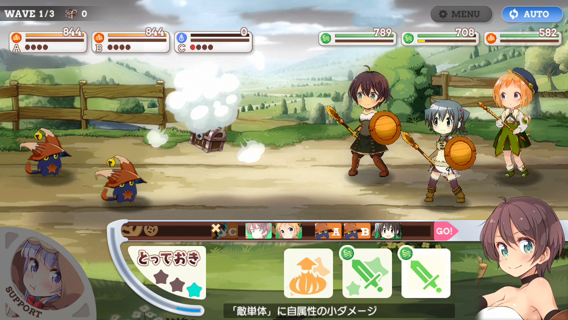 WAVE 1/3
0
MENU
AUTO
844
A
844
B
0
C
789
708
582
C
A
B
GO!
とっておき
SUPPORT
「敵単体」に自属性の小ダメージ